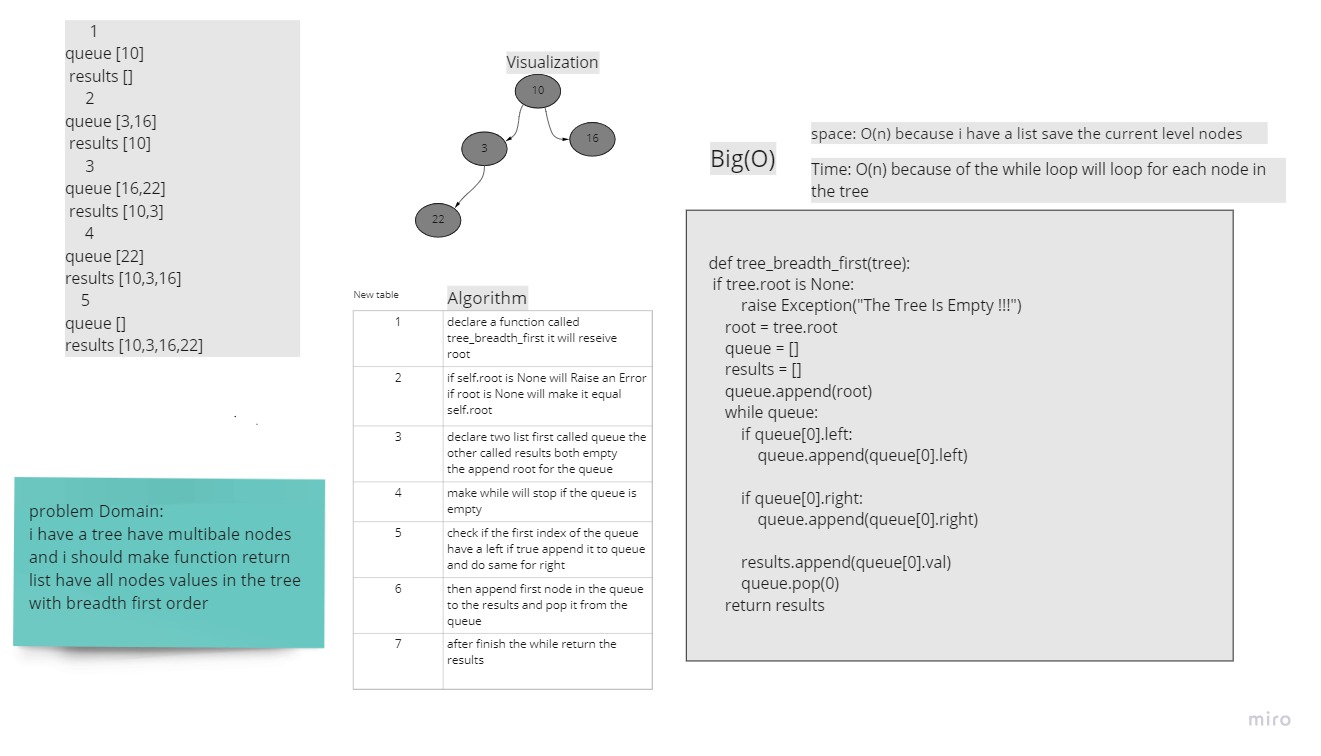 1
queue [10]
results []
2
queue [3,16]
results [10]
3
queue [16,22]
results [10,3]
4
queue [22]
results [10,3,16]
5
queue []
results [10,3,16,22]
problem Domain:
i have a tree have multibale nodes
and i should make function return
list have all nodes values in the tree
with breadth first order
Visualization
10
3
16
22
New table
Algorithm
1
declare a function called
tree_breadth_first it will reseive
root
2
if self.root is None will Raise an Error
if root is None will make it equal
self.root
3
declare two list first called queue the
other called results both empty
the append root for the queue
4
make while will stop if the queue is
empty
5
check if the first index of the queue
have a left if true append it to queue
and do same for right
6
then append first node in the queue
to the results and pop it from the
queue
7
after finish the while return the
results
Big(O)
space: O(n) because i have a list save the current level nodes
Time: O(n) because of the while loop will loop for each node in
the tree
def tree_breadth_first(tree):
if tree.root is None:
raise Exception("The Tree Is Empty !!!")
root = tree.root
queue = []
results = []
queue.append(root)
while queue:
if queue[0].left:
queue.append(queue[0].left)
if queue[0].right:
queue.append(queue[0].right)
results.append(queue[0].val)
queue.pop(0)
return results
miro